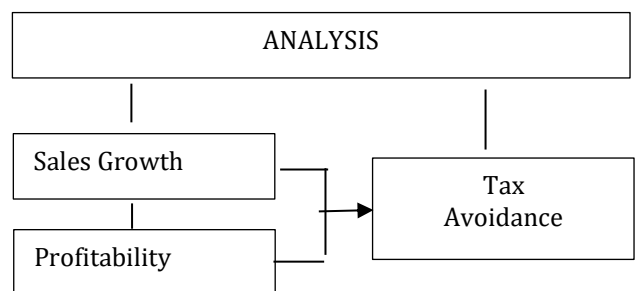 ANALYSIS
Sales Growth
Profitability
Tax
Avoidance